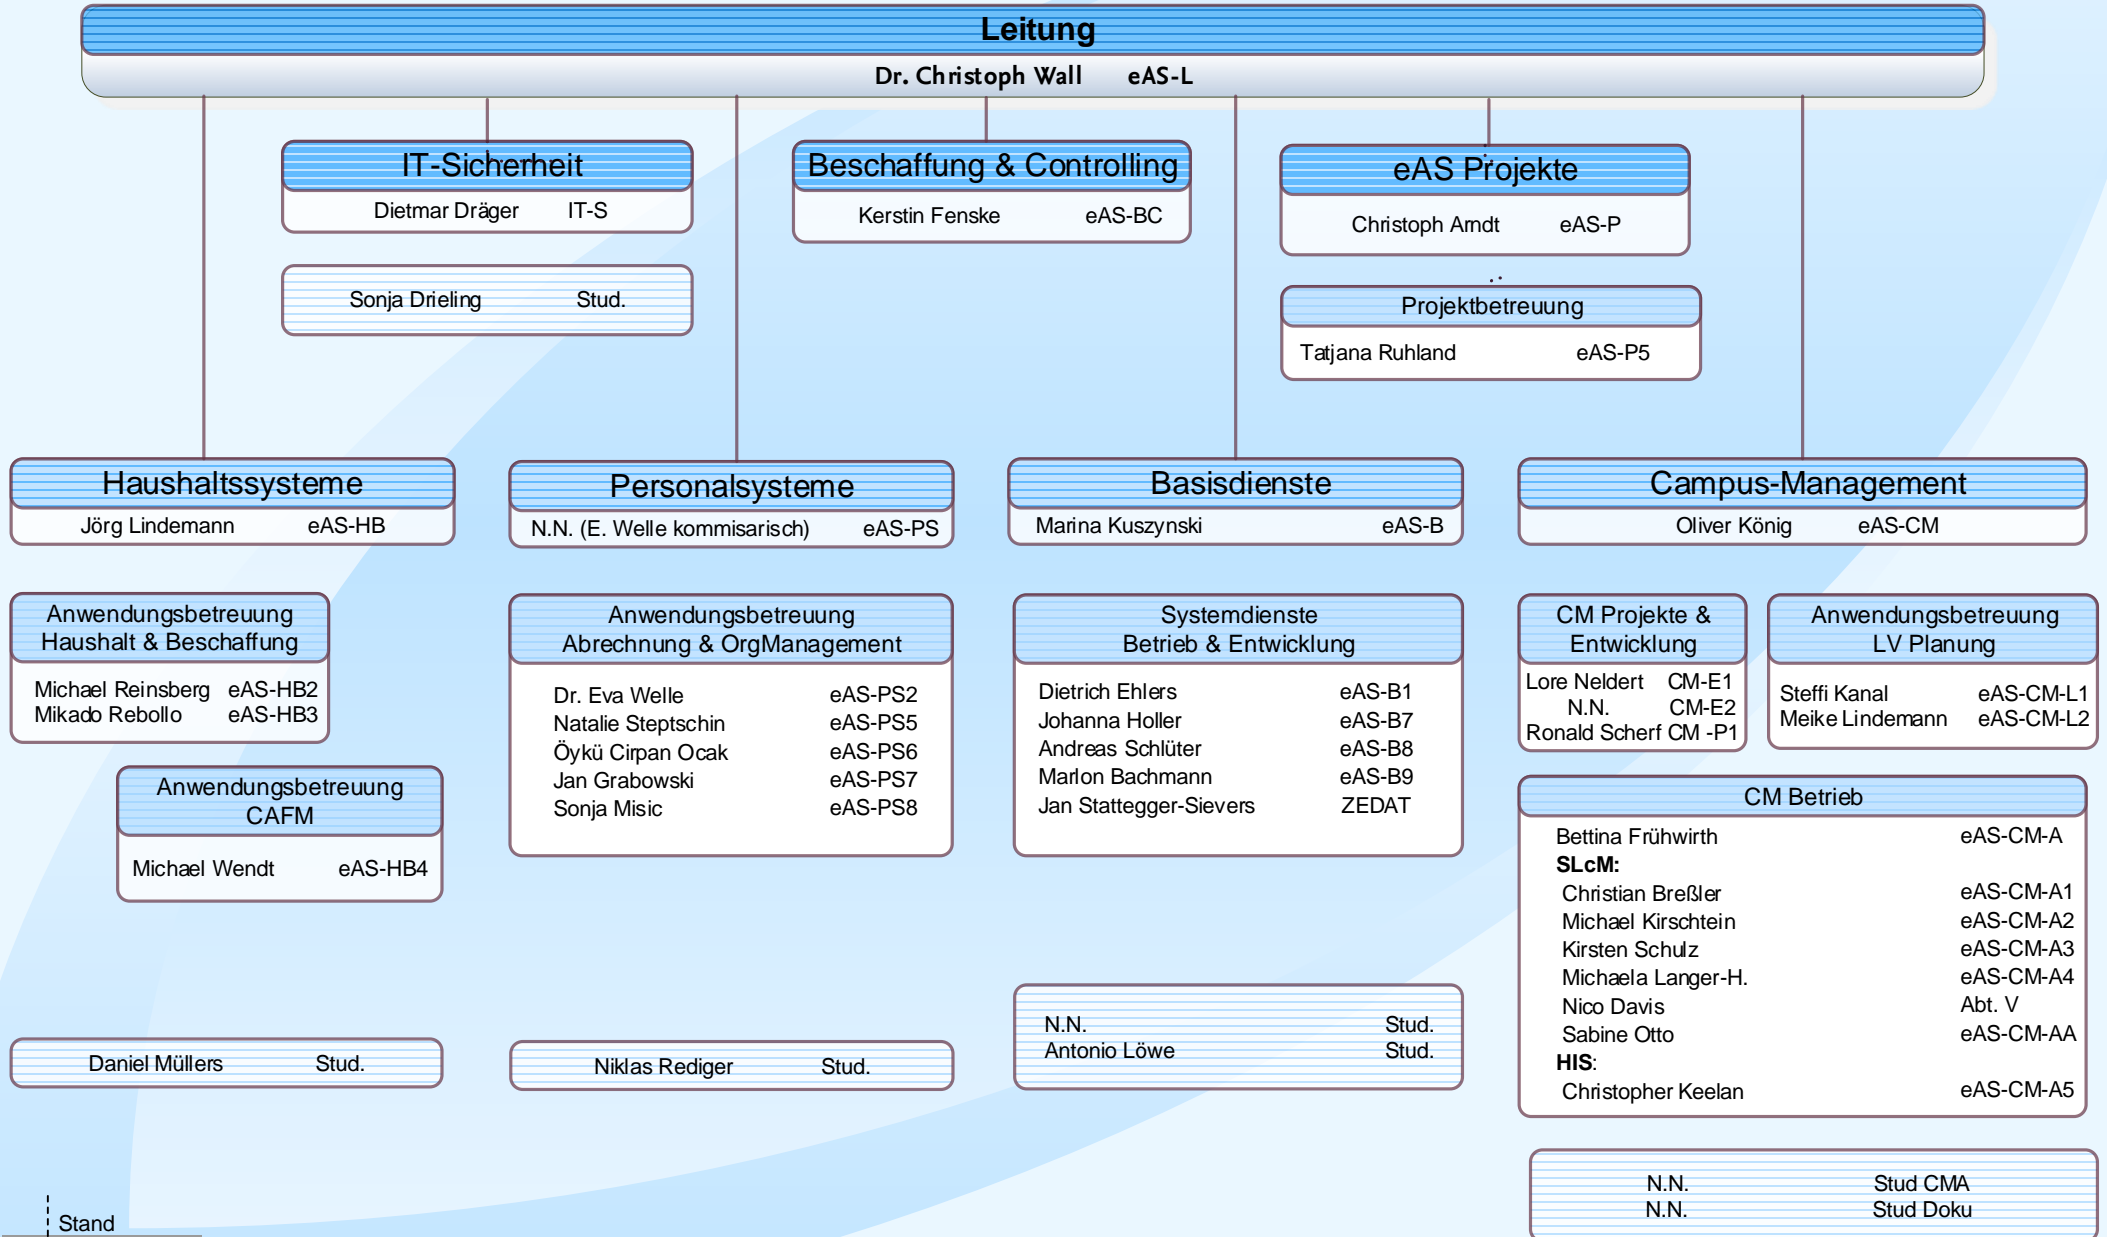 Leitung
Dr. Christoph Wall eAS-L
IT-Sicherheit
Dietmar Dräger IT-S
Sonja Drieling Stud.
Beschaffung & Controlling
Kerstin Fenske eAS-BC
eAS Projekte
Christoph Arndt eAS-P
Projektbetreuung
Tatjana Ruhland eAS-P5
Haushaltssysteme
Jörg Lindemann eAS-HB
Anwendungsbetreuung
Haushalt & Beschaffung
Michael Reinsberg eAS-HB2
Mikado Rebollo eAS-HB3
Anwendungsbetreuung
CAFM
Michael Wendt eAS-HB4
Daniel Müllers Stud.
Personalsysteme
N.N. (E. Welle kommisarisch) eAS-PS
Anwendungsbetreuung
Abrechnung & OrgManagement
Dr. Eva Welle eAS-PS2
Natalie Steptschin eAS-PS5
Öykü Cirpan Ocak eAS-PS6
Jan Grabowski eAS-PS7
Sonja Misic eAS-PS8
Niklas Rediger Stud.
Basisdienste
Marina Kuszynski eAS-B
Systemdienste
Betrieb & Entwicklung
Dietrich Ehlers eAS-B1
Johanna Holler eAS-B7
Andreas Schlüter eAS-B8
Marlon Bachmann eAS-B9
Jan Stattegger-Sievers ZEDAT
N.N. Stud.
Antonio Löwe Stud.
Campus-Management
Oliver König eAS-CM
CM Projekte &
Entwicklung
Lore Neldert CM-E1
N.N. CM-E2
Ronald Scherf CM -P1
Anwendungsbetreuung
LV Planung
Steffi Kanal eAS-CM-L1
Meike Lindemann eAS-CM-L2
CM Betrieb
Bettina Frühwirth eAS-CM-A
SLcM:
Christian Breßler eAS-CM-A1
Michael Kirschtein eAS-CM-A2
Kirsten Schulz eAS-CM-A3
Michaela Langer-H. eAS-CM-A4
Nico Davis Abt. V
Sabine Otto eAS-CM-AA
HIS:
Christopher Keelan eAS-CM-A5
N.N. Stud CMA
N.N. Stud Doku
Stand